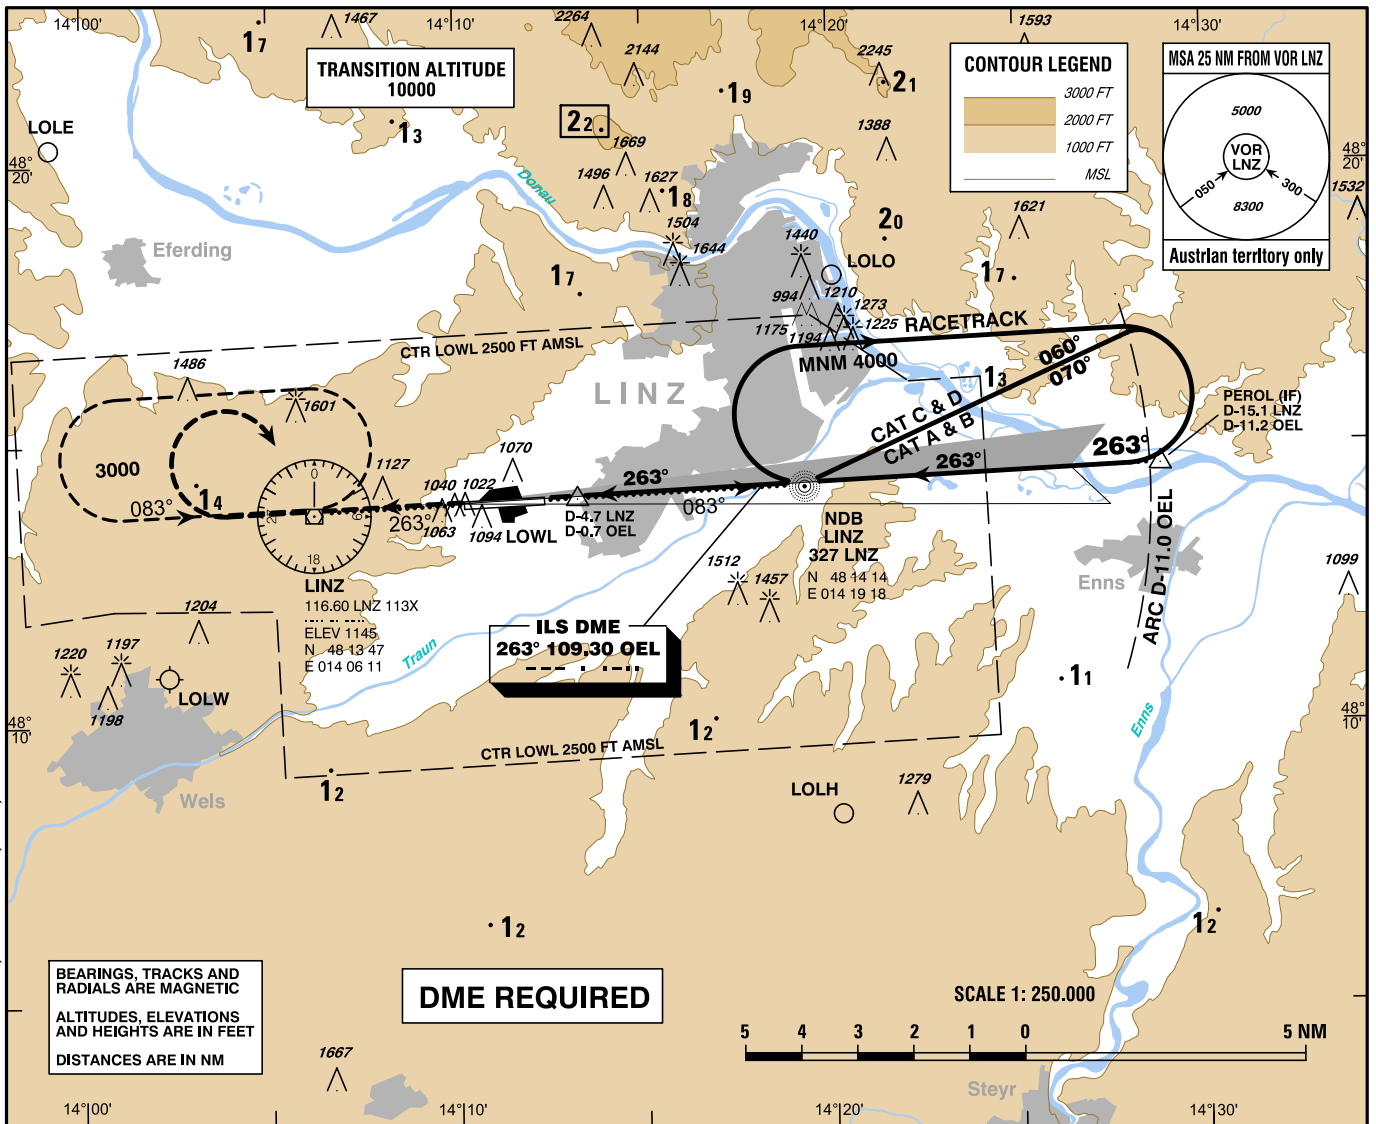 14°00'
14°10'
14°20'
14°30'
1467
2264
2144
2245
1593
17
TRANSITION ALTITUDE
10000
CONTOUR LEGEND
3000 FT
2000 FT
1000 FT
MSL
MSA 25 NM FROM VOR LNZ
5000
VOR
LNZ
050
300
8300
Austrian territory only
LOLE
13
19
21
22
1669
1388
1496
1627
18
48°
20'
48°
20'
1532
Donau
1504
1644
20
1621
Eferding
1440
LOLO
17
17
994
1210
1273
1175
1194
1225
RACETRACK
CTR LOWL 2500 FT AMSL
MNM 4000
060°
070°
1486
1601
LINZ
13
CAT C & D
CAT A & B
PEROL (IF)
D-15.1 LNZ
D-11.2 OEL
3000
1127
1070
263°
263°
263°
14
083°
0
6
18
27
263°
1040
1022
1063
1094
LOWL
D-4.7 LNZ
D-0.7 OEL
083°
NDB
LINZ
327 LNZ
N 48 14 14
E 014 19 18
LINZ
116.60 LNZ 113X
ELEV 1145
N 48 13 47
E 014 06 11
1512
1457
Enns
1099
ARC D-11.0 OEL
1204
1197
1220
1198
LOLW
Traun
ILS DME
263° 109.30 OEL
11
Enns
48°
10'
48°
10'
12
CTR LOWL 2500 FT AMSL
12
Wels
LOLH
1279
12
12
BEARINGS, TRACKS AND
RADIALS ARE MAGNETIC
ALTITUDES, ELEVATIONS
AND HEIGHTS ARE IN FEET
DISTANCES ARE IN NM
DME REQUIRED
SCALE 1: 250.000
5 4 3 2 1 0 5 NM
1667
Steyr
14°00'
14°10'
14°20'
14°30'